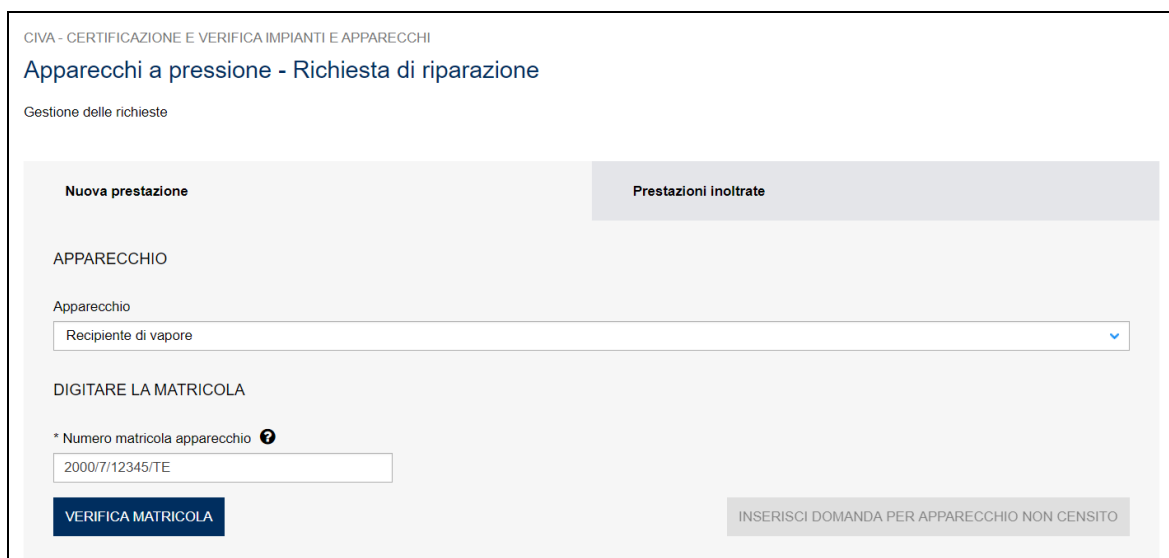 CIVA - CERTIFICAZIONE E VERIFICA IMPIANTI E APPARECCHI
Apparecchi a pressione - Richiesta di riparazione
Gestione delle richieste
Nuova prestazione
Prestazioni inoltrate
APPARECCHIO
Apparecchio
Recipiente di vapore
DIGITARE LA MATRICOLA
* Numero matricola apparecchio ?
2000/7/12345/TE
VERIFICA MATRICOLA
INSERISCI DOMANDA PER APPARECCHIO NON CENSITO